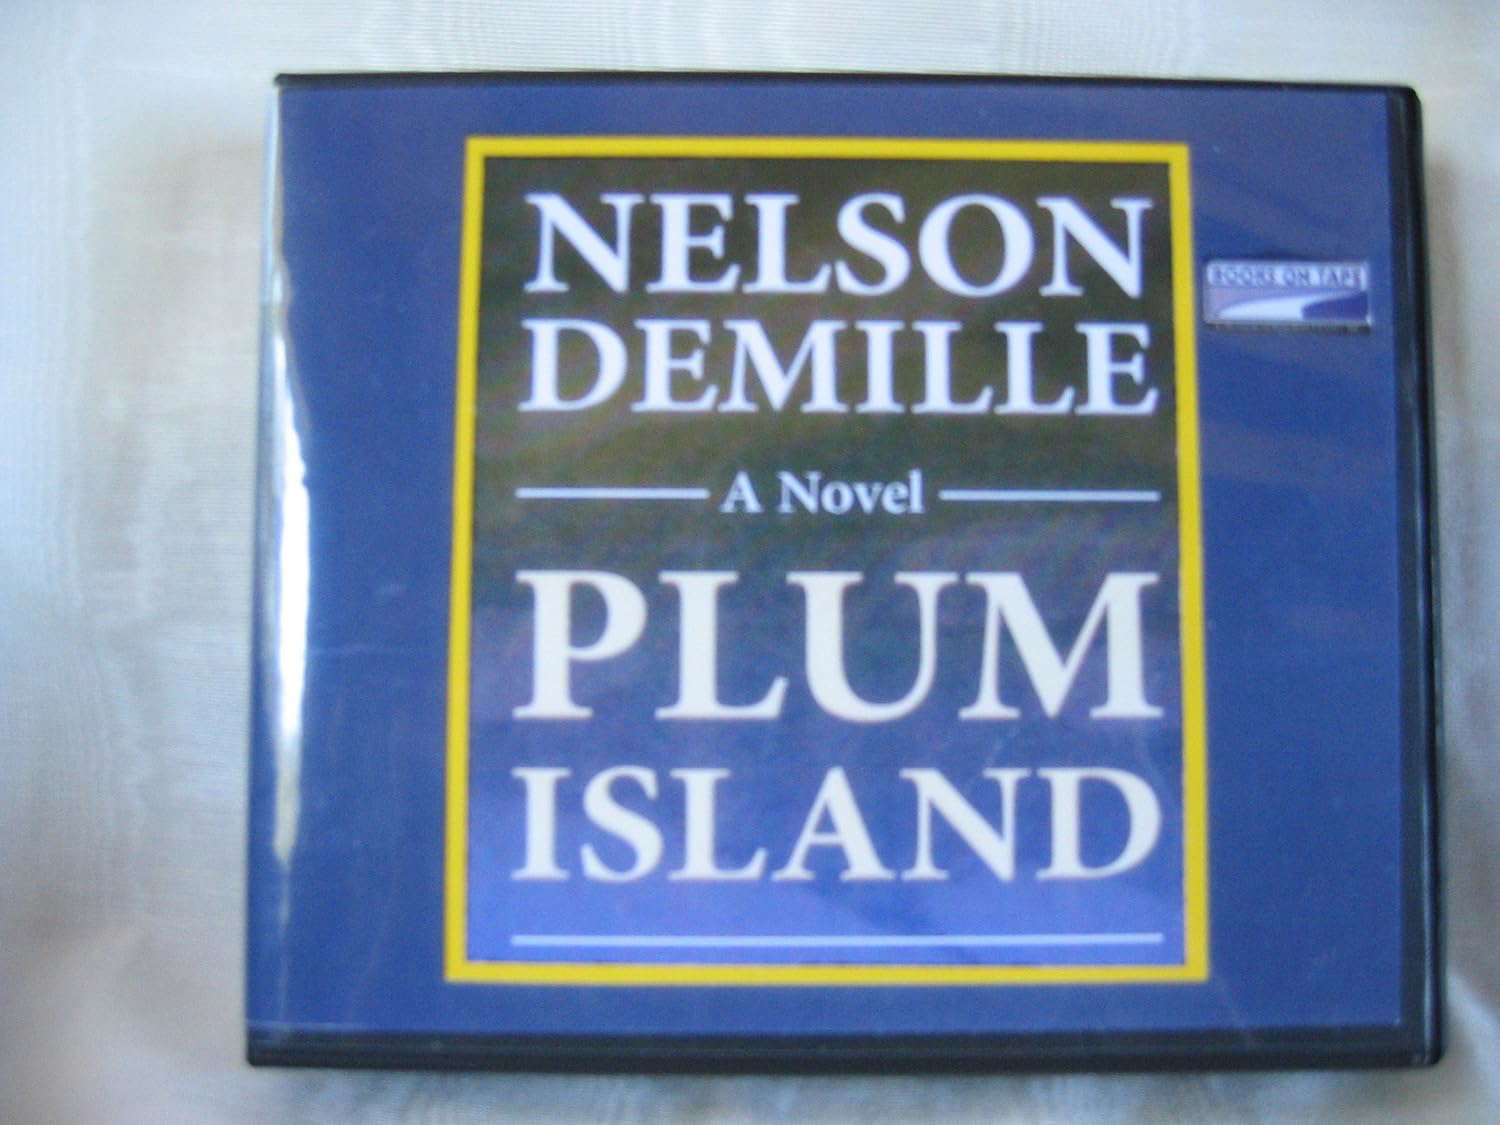 NELSON
DEMILLE
A Novel
PLUM
ISLAND
BOOKS ON TAPE